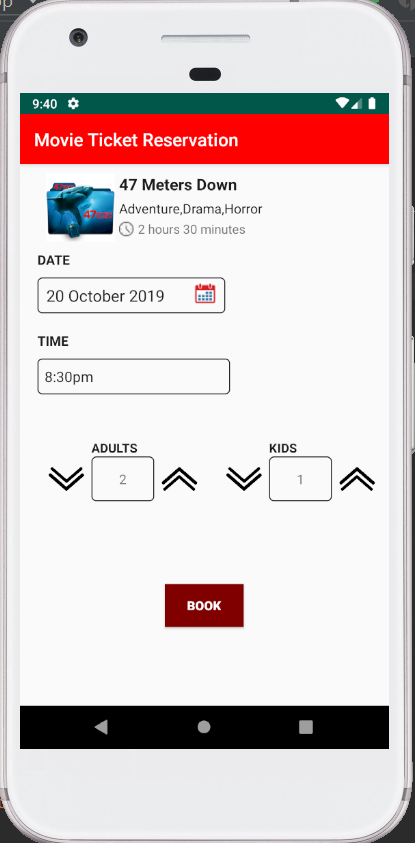 9:40
Movie Ticket Reservation
47 Meters Down
Adventure,Drama,Horror
2 hours 30 minutes
DATE
20 October 2019
TIME
8:30pm
ADULTS KIDS
2 1
BOOK